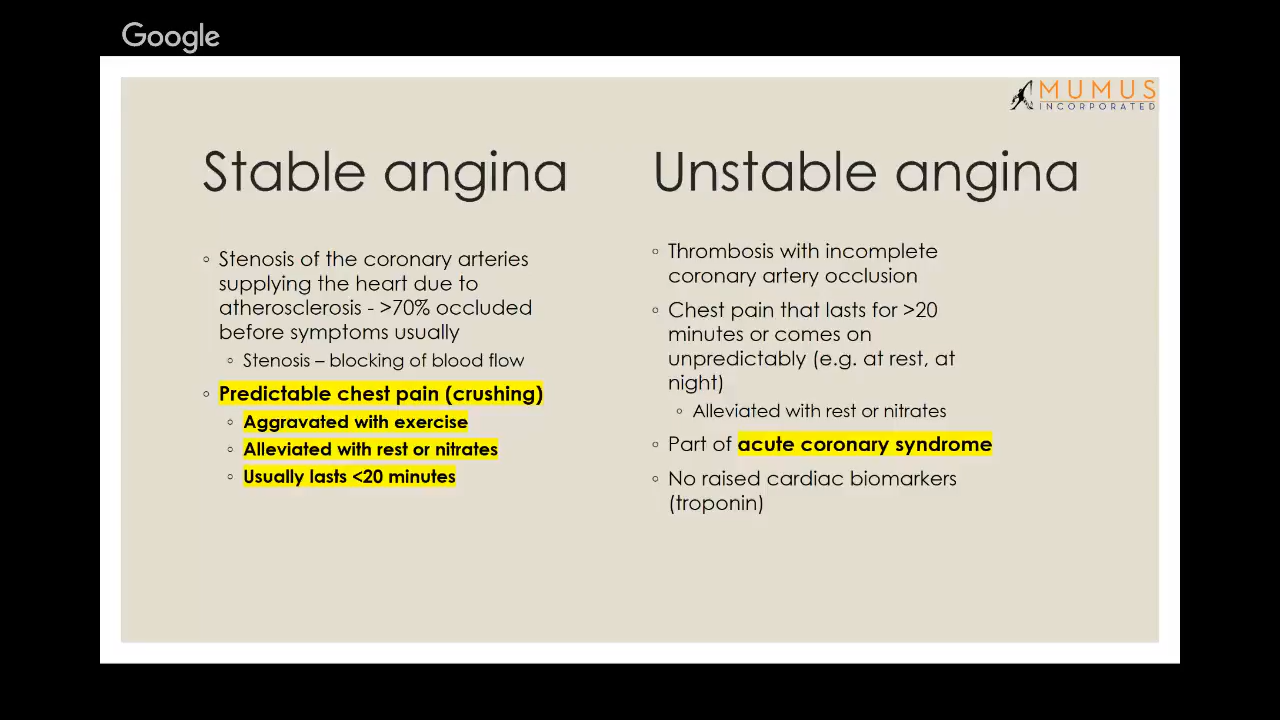 Google
MUMUS
INCORPORATED
Stable angina
◦ Stenosis of the coronary arteries
supplying the heart due to
atherosclerosis - >70% occluded
before symptoms usually
◦ Stenosis – blocking of blood flow
◦ Predictable chest pain (crushing)
◦ Aggravated with exercise
◦ Alleviated with rest or nitrates
◦ Usually lasts <20 minutes
Unstable angina
◦ Thrombosis with incomplete
coronary artery occlusion
◦ Chest pain that lasts for >20
minutes or comes on
unpredictably (e.g. at rest, at
night)
◦ Alleviated with rest or nitrates
◦ Part of acute coronary syndrome
◦ No raised cardiac biomarkers
(troponin)